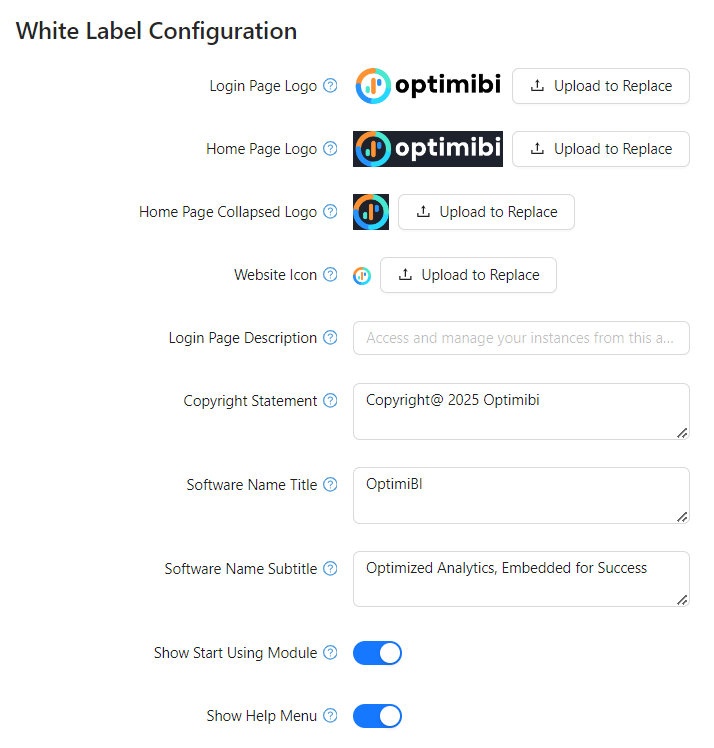 White Label Configuration
Login Page Logo ? optimibi Upload to Replace
Home Page Logo ? optimibi Upload to Replace
Home Page Collapsed Logo ? Upload to Replace
Website Icon ? Upload to Replace
Login Page Description ? Access and manage your instances from this a...
Copyright Statement ? Copyright@ 2025 Optimibi
Software Name Title ? OptimiBI
Software Name Subtitle ? Optimized Analytics, Embedded for Success
Show Start Using Module ?
Show Help Menu ?